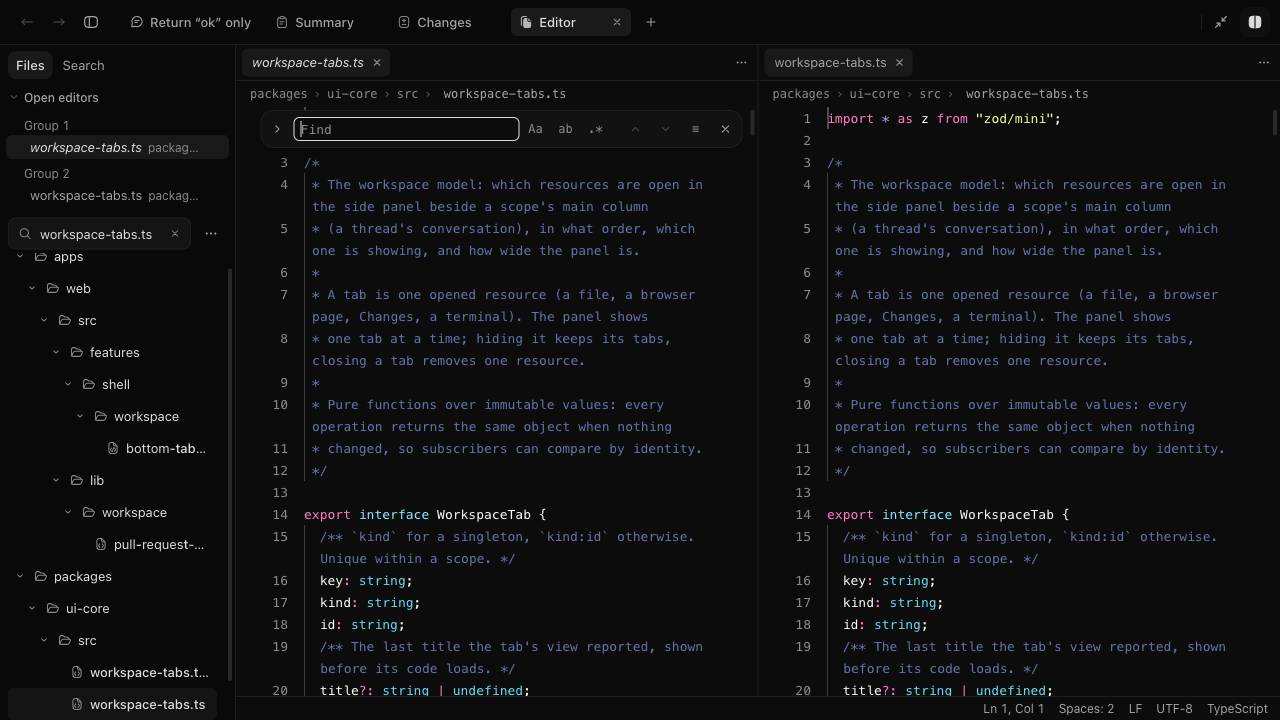 Return “ok” only
Summary
Changes
Editor
Files
Search
Open editors
Group 1
workspace-tabs.ts packag...
Group 2
workspace-tabs.ts packag...
workspace-tabs.ts
apps
web
src
features
shell
workspace
bottom-tab...
lib
workspace
pull-request-...
packages
ui-core
src
workspace-tabs.t...
workspace-tabs.ts
workspace-tabs.ts
packages › ui-core › src › workspace-tabs.ts
Find
Aa ab .*
3 /*
4 * The workspace model: which resources are open in
the side panel beside a scope's main column
5 * (a thread's conversation), in what order, which
one is showing, and how wide the panel is.
6 *
7 * A tab is one opened resource (a file, a browser
page, Changes, a terminal). The panel shows
8 * one tab at a time; hiding it keeps its tabs,
closing a tab removes one resource.
9 *
10 * Pure functions over immutable values: every
operation returns the same object when nothing
11 * changed, so subscribers can compare by identity.
12 */
13
14 export interface WorkspaceTab {
15 /** `kind` for a singleton, `kind:id` otherwise.
Unique within a scope. */
16 key: string;
17 kind: string;
18 id: string;
19 /** The last title the tab's view reported, shown
before its code loads. */
20 title?: string | undefined;
workspace-tabs.ts
packages › ui-core › src › workspace-tabs.ts
1 import * as z from "zod/mini";
2
3 /*
4 * The workspace model: which resources are open in
the side panel beside a scope's main column
5 * (a thread's conversation), in what order, which
one is showing, and how wide the panel is.
6 *
7 * A tab is one opened resource (a file, a browser
page, Changes, a terminal). The panel shows
8 * one tab at a time; hiding it keeps its tabs,
closing a tab removes one resource.
9 *
10 * Pure functions over immutable values: every
operation returns the same object when nothing
11 * changed, so subscribers can compare by identity.
12 */
13
14 export interface WorkspaceTab {
15 /** `kind` for a singleton, `kind:id` otherwise.
Unique within a scope. */
16 key: string;
17 kind: string;
18 id: string;
19 /** The last title the tab's view reported, shown
before its code loads. */
20 title?: string | undefined;
Ln 1, Col 1 Spaces: 2 LF UTF-8 TypeScript